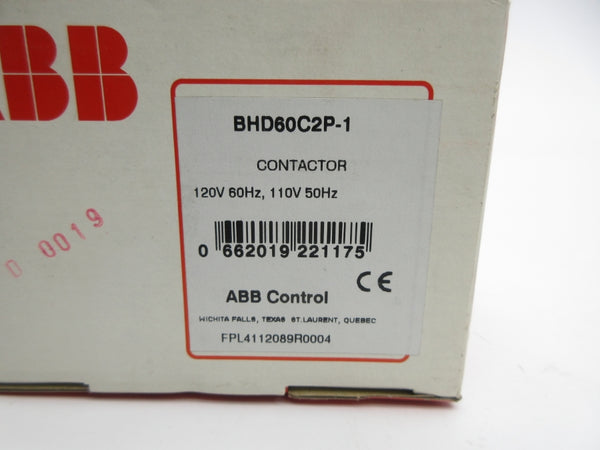 ABB
BHD60C2P-1
CONTACTOR
120V 60Hz, 110V 50Hz
0 662019 221175
CE
ABB Control
WICHITA FALLS, TEXAS ST.LAURENT, QUEBEC
FPL4112089R0004
0 0019